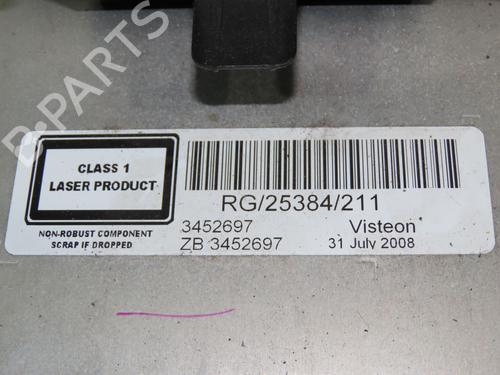 CLASS 1
LASER PRODUCT
NON-ROBUST COMPONENT
SCRAP IF DROPPED
RG/25384/211
3452697
Visteon
ZB 3452697
31 July 2008
B-PARTS